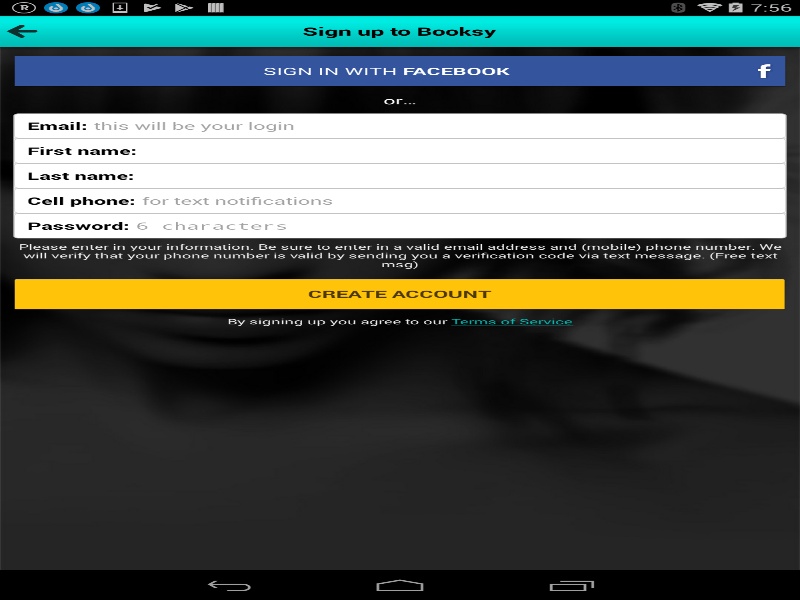 7:56
Sign up to Booksy
SIGN IN WITH FACEBOOK f
or...
Email: this will be your login
First name:
Last name:
Cell phone: for text notifications
Password: 6 characters
Please enter in your information. Be sure to enter in a valid email address and (mobile) phone number. We
will verify that your phone number is valid by sending you a verification code via text message. (Free text
msg)
CREATE ACCOUNT
By signing up you agree to our Terms of Service